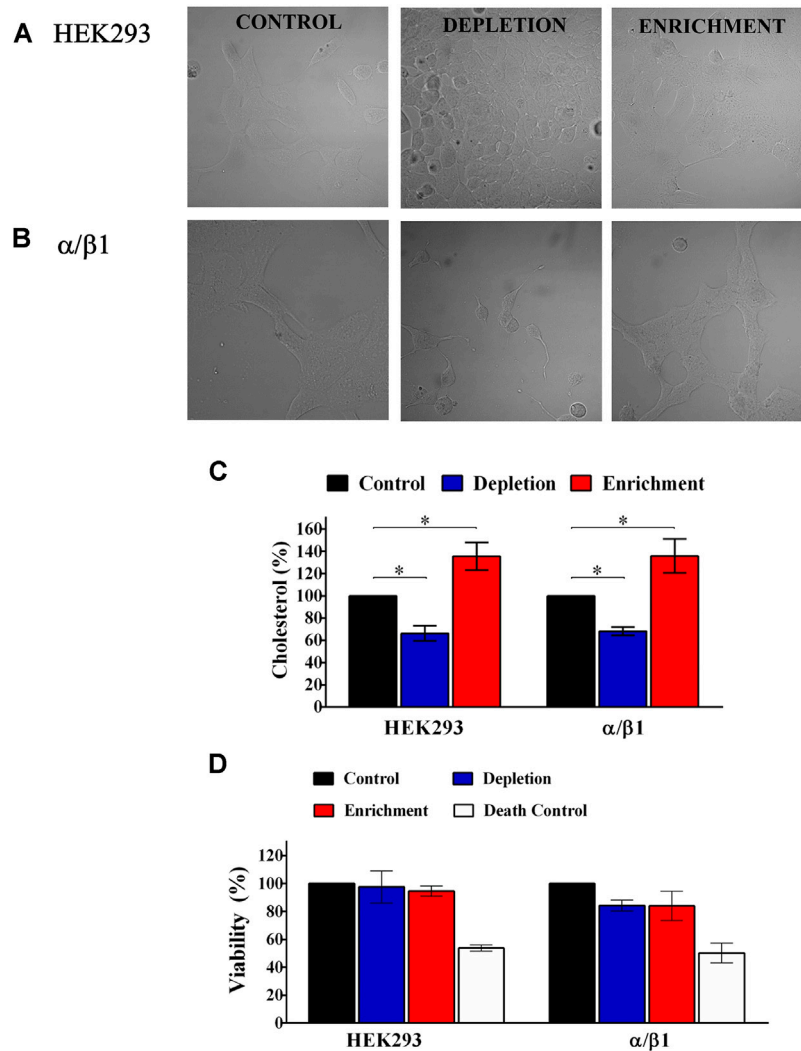 A HEK293
CONTROL DEPLETION ENRICHMENT
B α/β1
C
Control Depletion Enrichment
160
140
120
100
80
60
40
20
0
Cholesterol (%)
* * * *
HEK293 α/β1
D
Control Depletion
Enrichment Death Control
120
100
80
60
40
20
0
Viability (%)
HEK293 α/β1